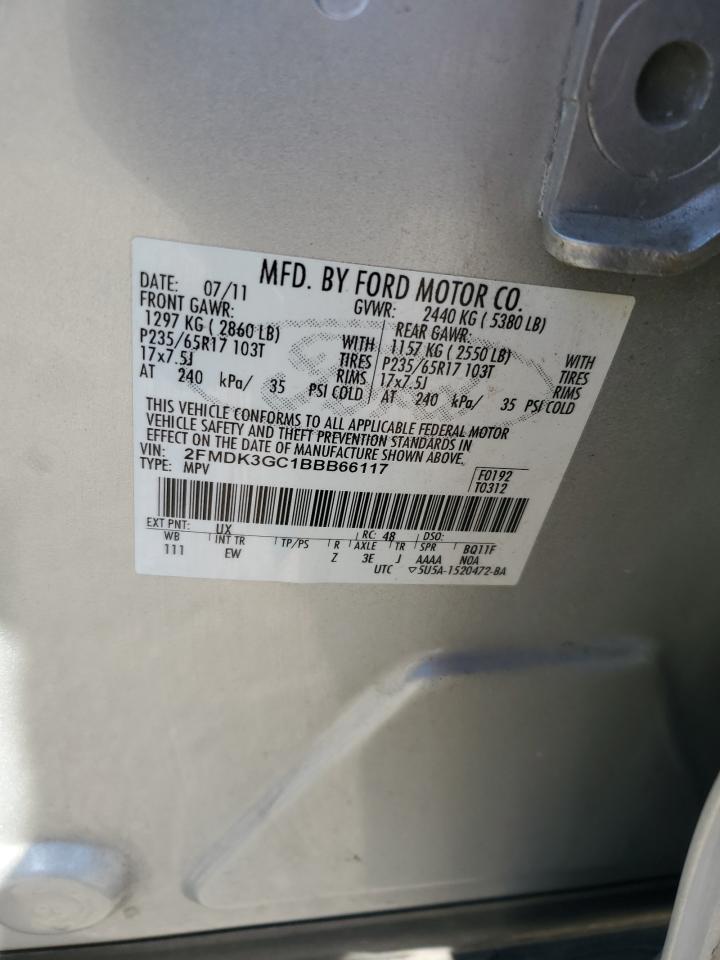 MFD. BY FORD MOTOR CO.
DATE: 07/11 GVWR: 2440 KG ( 5380 LB)
FRONT GAWR: REAR GAWR:
1297 KG ( 2860 LB) WITH 1157 KG ( 2550 LB) WITH
P235/65R17 103T TIRES P235/65R17 103T TIRES
17x7.5J RIMS 17x7.5J RIMS
AT 240 kPa/ 35 PSI COLD AT 240 kPa/ 35 PSI COLD
THIS VEHICLE CONFORMS TO ALL APPLICABLE FEDERAL MOTOR
VEHICLE SAFETY AND THEFT PREVENTION STANDARDS IN
EFFECT ON THE DATE OF MANUFACTURE SHOWN ABOVE.
VIN: 2FMDK3GC1BBB66117 F0192
TYPE: MPV T0312
EXT PNT: UX RC: 48 DSO:
WB INT TR TP/PS R AXLE TR SPR BQ11F
111 EW Z 3E J AAAA NOA
UTC ▽5U5A-1520472-BA